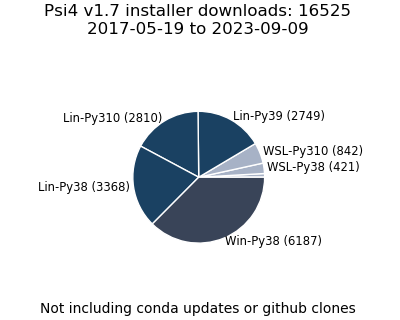 Psi4 v1.7 installer downloads: 16525
2017-05-19 to 2023-09-09
Lin-Py310 (2810)
Lin-Py39 (2749)
WSL-Py310 (842)
WSL-Py38 (421)
Lin-Py38 (3368)
Win-Py38 (6187)
Not including conda updates or github clones